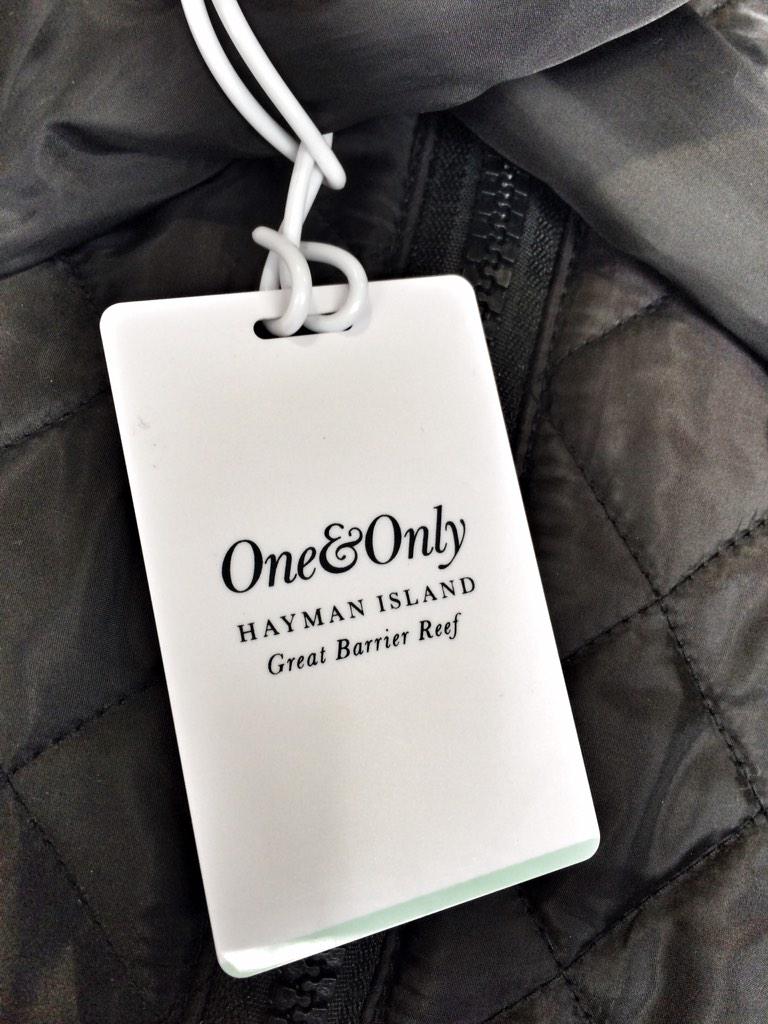 One&Only
HAYMAN ISLAND
Great Barrier Reef